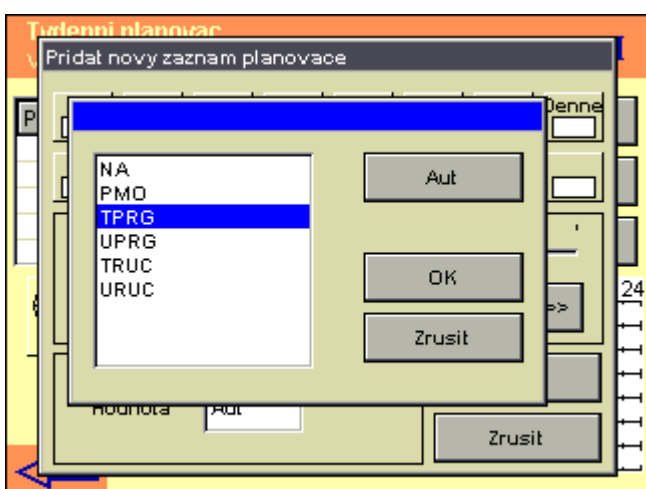 Tydenni planovac
Pridat novy zaznam planovace
P
Denne
NA
PMO
TPRG
UPRG
TRUC
URUC
Aut
OK
Zrusit
24
=>
Hodnota Aut
Zrusit